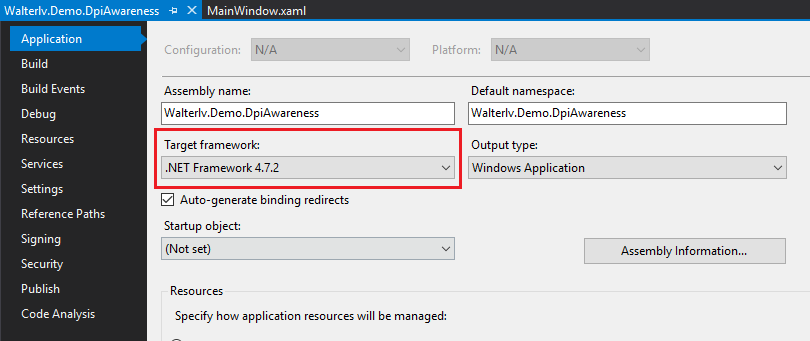 Walterlv.Demo.DpiAwareness MainWindow.xaml
Application
Build
Build Events
Debug
Resources
Services
Settings
Reference Paths
Signing
Security
Publish
Code Analysis
Configuration: N/A Platform: N/A
Assembly name: Default namespace:
Walterlv.Demo.DpiAwareness Walterlv.Demo.DpiAwareness
Target framework: Output type:
.NET Framework 4.7.2 Windows Application
Auto-generate binding redirects
Startup object:
(Not set) Assembly Information...
Resources
Specify how application resources will be managed: